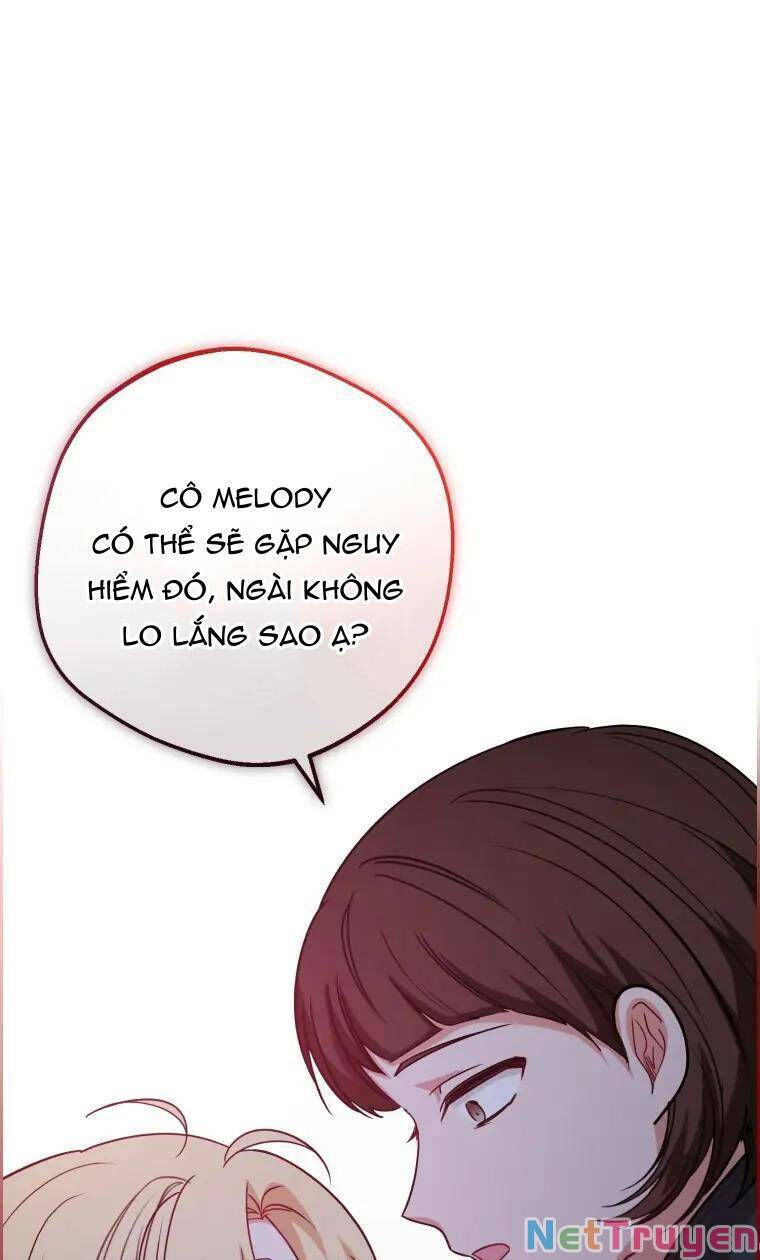 CÔ MELODY
CÓ THỂ SẼ GẶP NGUY
HIỂM ĐÓ, NGÀI KHÔNG
LO LẮNG SAO Ạ?
NetTruyen